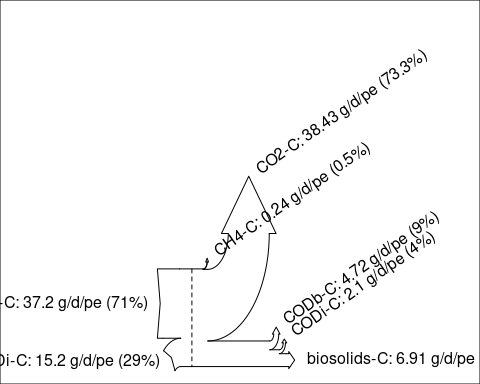 CO2-C: 38.43 g/d/pe (73.3%)
CH4-C: 0.24 g/d/pe (0.5%)
CODb-C: 4.72 g/d/pe (9%)
CODi-C: 2.1 g/d/pe (4%)
-C: 37.2 g/d/pe (71%)
Di-C: 15.2 g/d/pe (29%)
biosolids-C: 6.91 g/d/pe